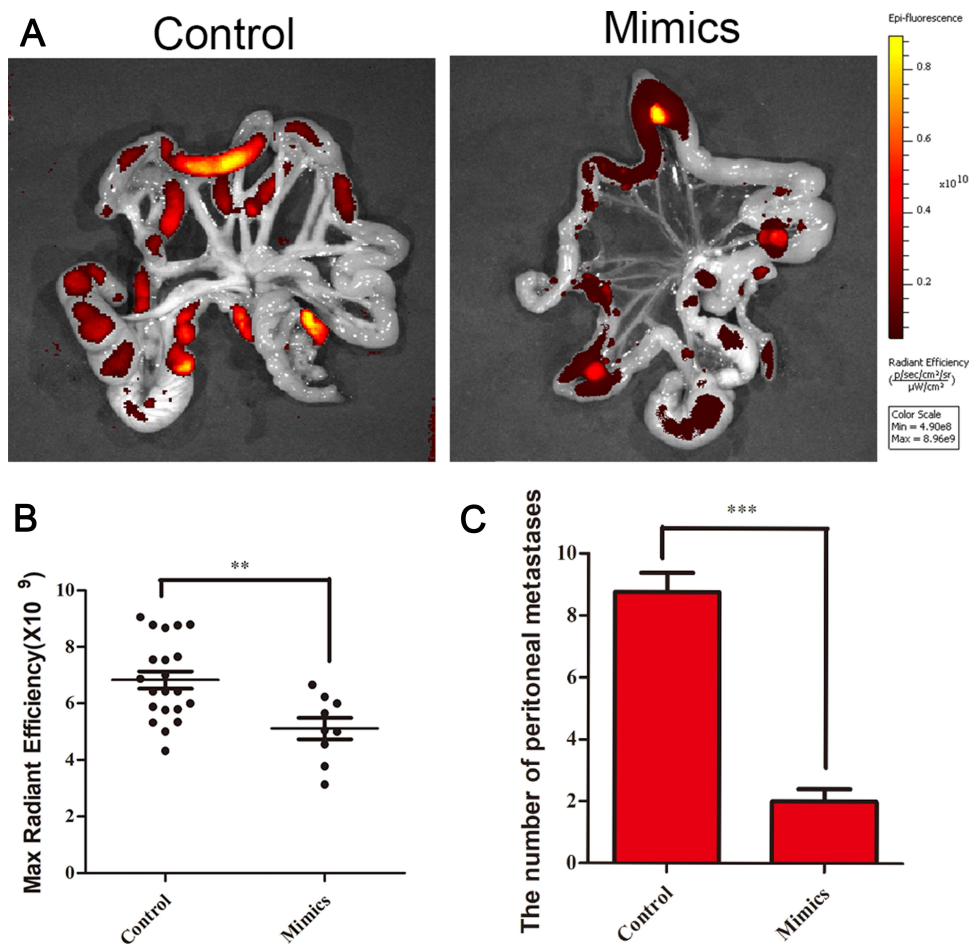 A
Control
Mimics
Epi-fluorescence
0.8
0.6
x10¹⁰
0.4
0.2
Radiant Efficiency
(p/sec/cm²/sr / µW/cm²)
Color Scale
Min = 4.90e8
Max = 8.96e9
B
**
Max Radiant Efficiency(X10 ⁹)
10
8
6
4
2
0
Control
Mimics
C
***
The number of peritoneal metastases
10
8
6
4
2
0
Control
Mimics